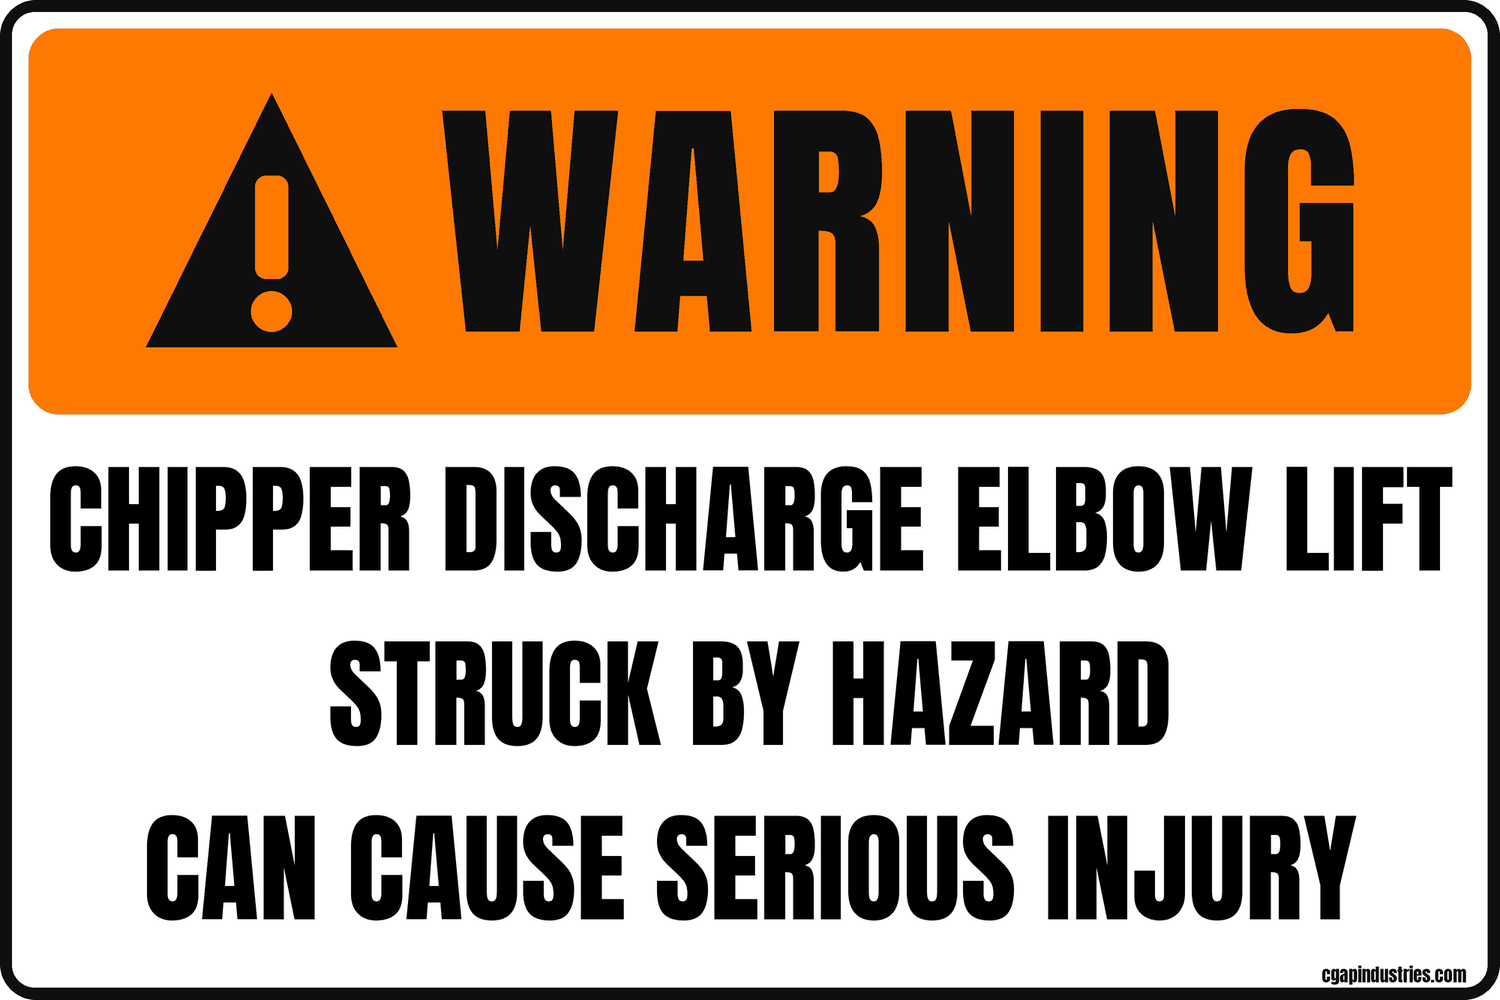 WARNING
CHIPPER DISCHARGE ELBOW LIFT
STRUCK BY HAZARD
CAN CAUSE SERIOUS INJURY
cgapindustries.com